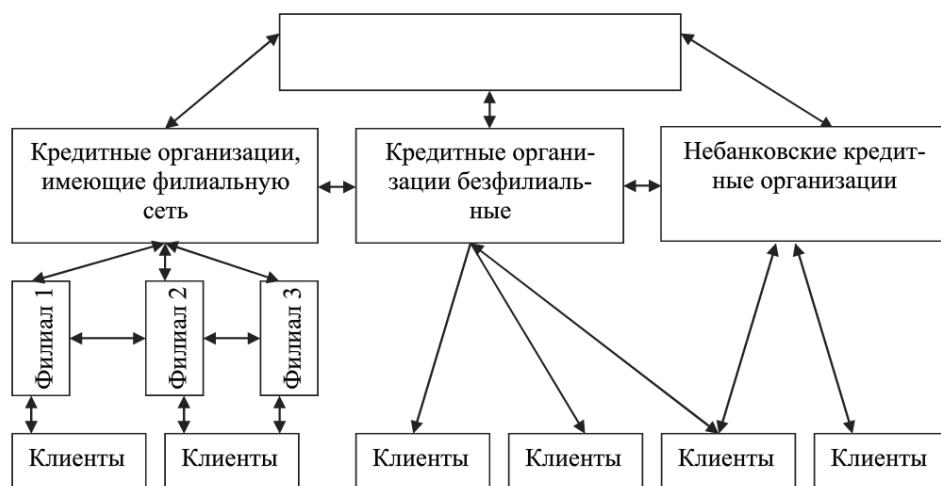 Кредитные организации,
имеющие филиальную
сеть
Кредитные органи-
зации безфилиаль-
ные
Небанковские кредит-
ные организации
Филиал 1
Филиал 2
Филиал 3
Клиенты
Клиенты
Клиенты
Клиенты
Клиенты
Клиенты